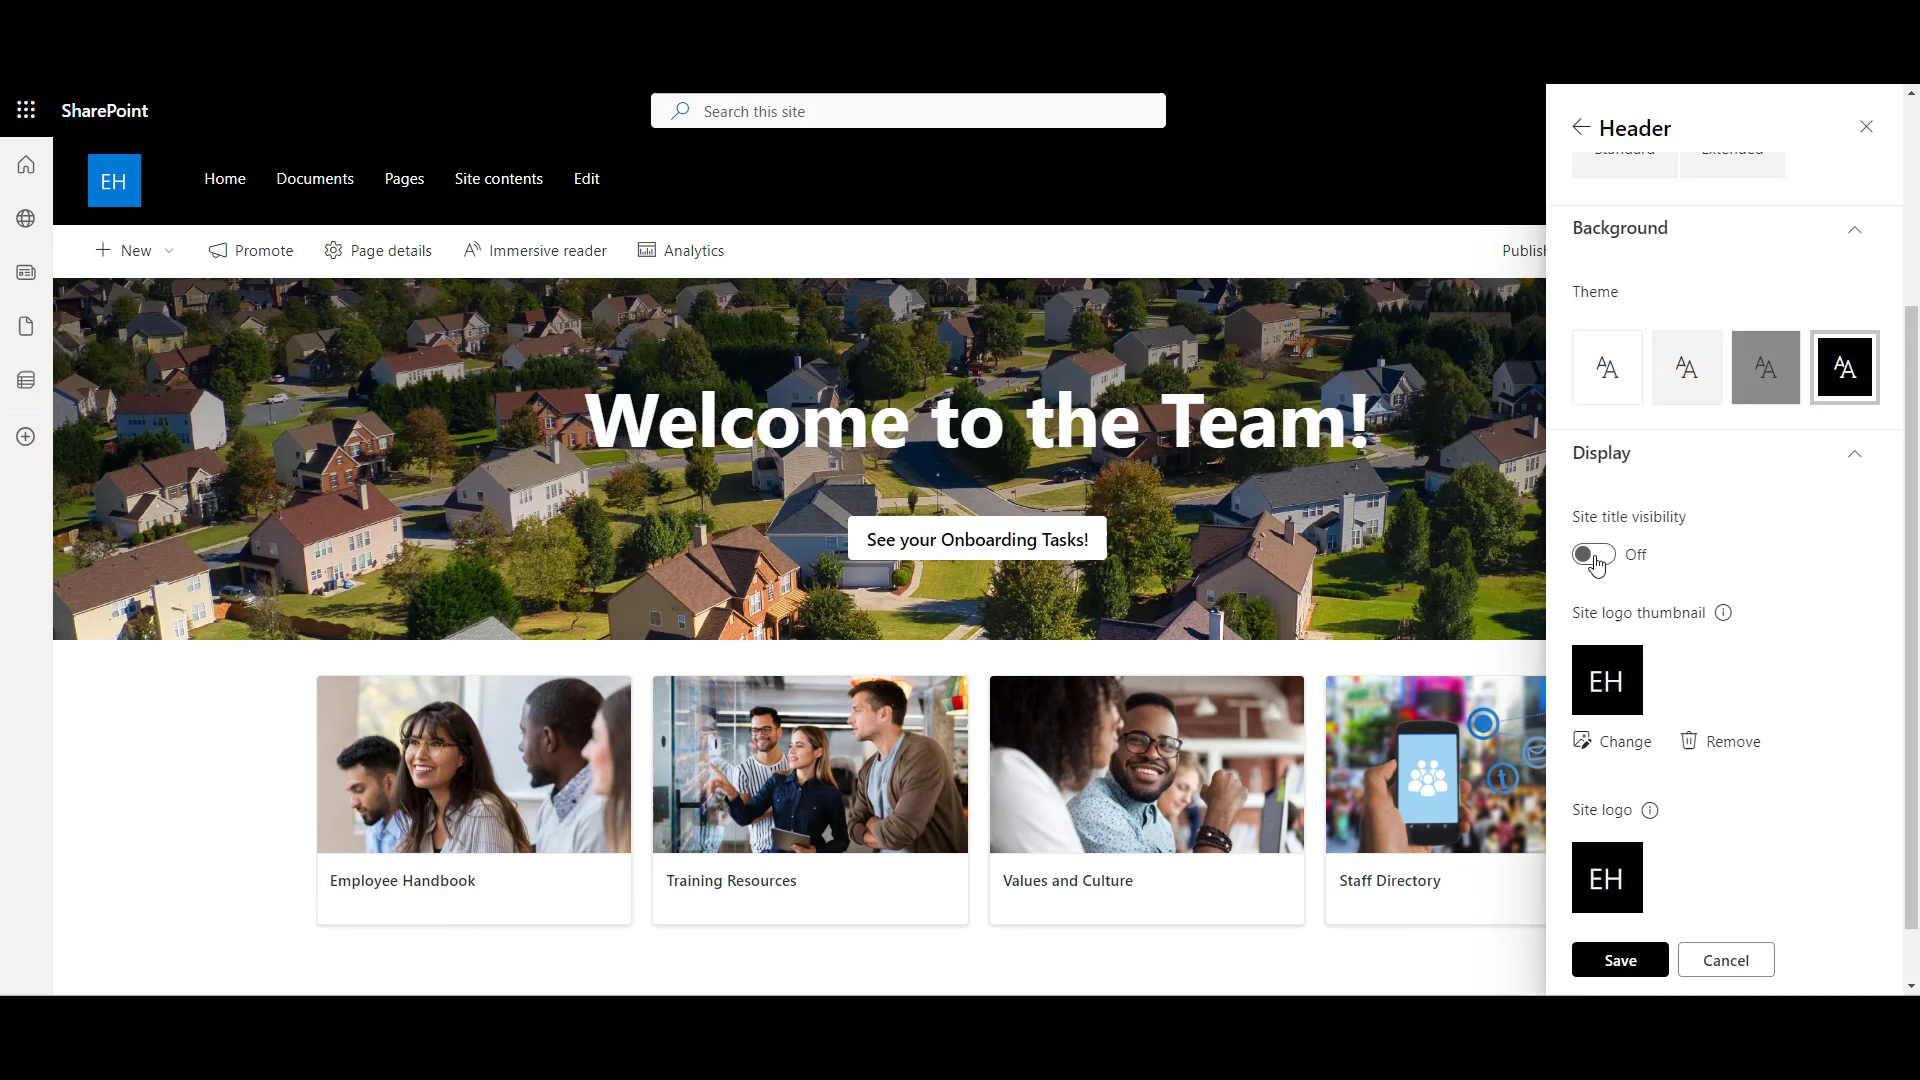 SharePoint
Search this site
EH
Home
Documents
Pages
Site contents
Edit
New
Promote
Page details
Immersive reader
Analytics
Welcome to the Team!
See your Onboarding Tasks!
Employee Handbook
Training Resources
Values and Culture
Staff Directory
Header
Standard
Extended
Background
Theme
Display
Site title visibility
Off
Site logo thumbnail
EH
Change
Remove
Site logo
EH
Save
Cancel